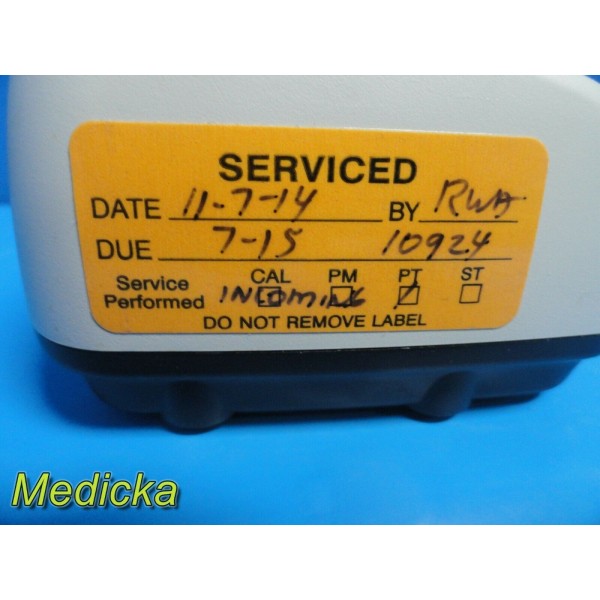 SERVICED
DATE 11-7-14 BY RWA
DUE 7-15 10924
CAL PM PT ST
Service
Performed INCOMING
DO NOT REMOVE LABEL
Medicka